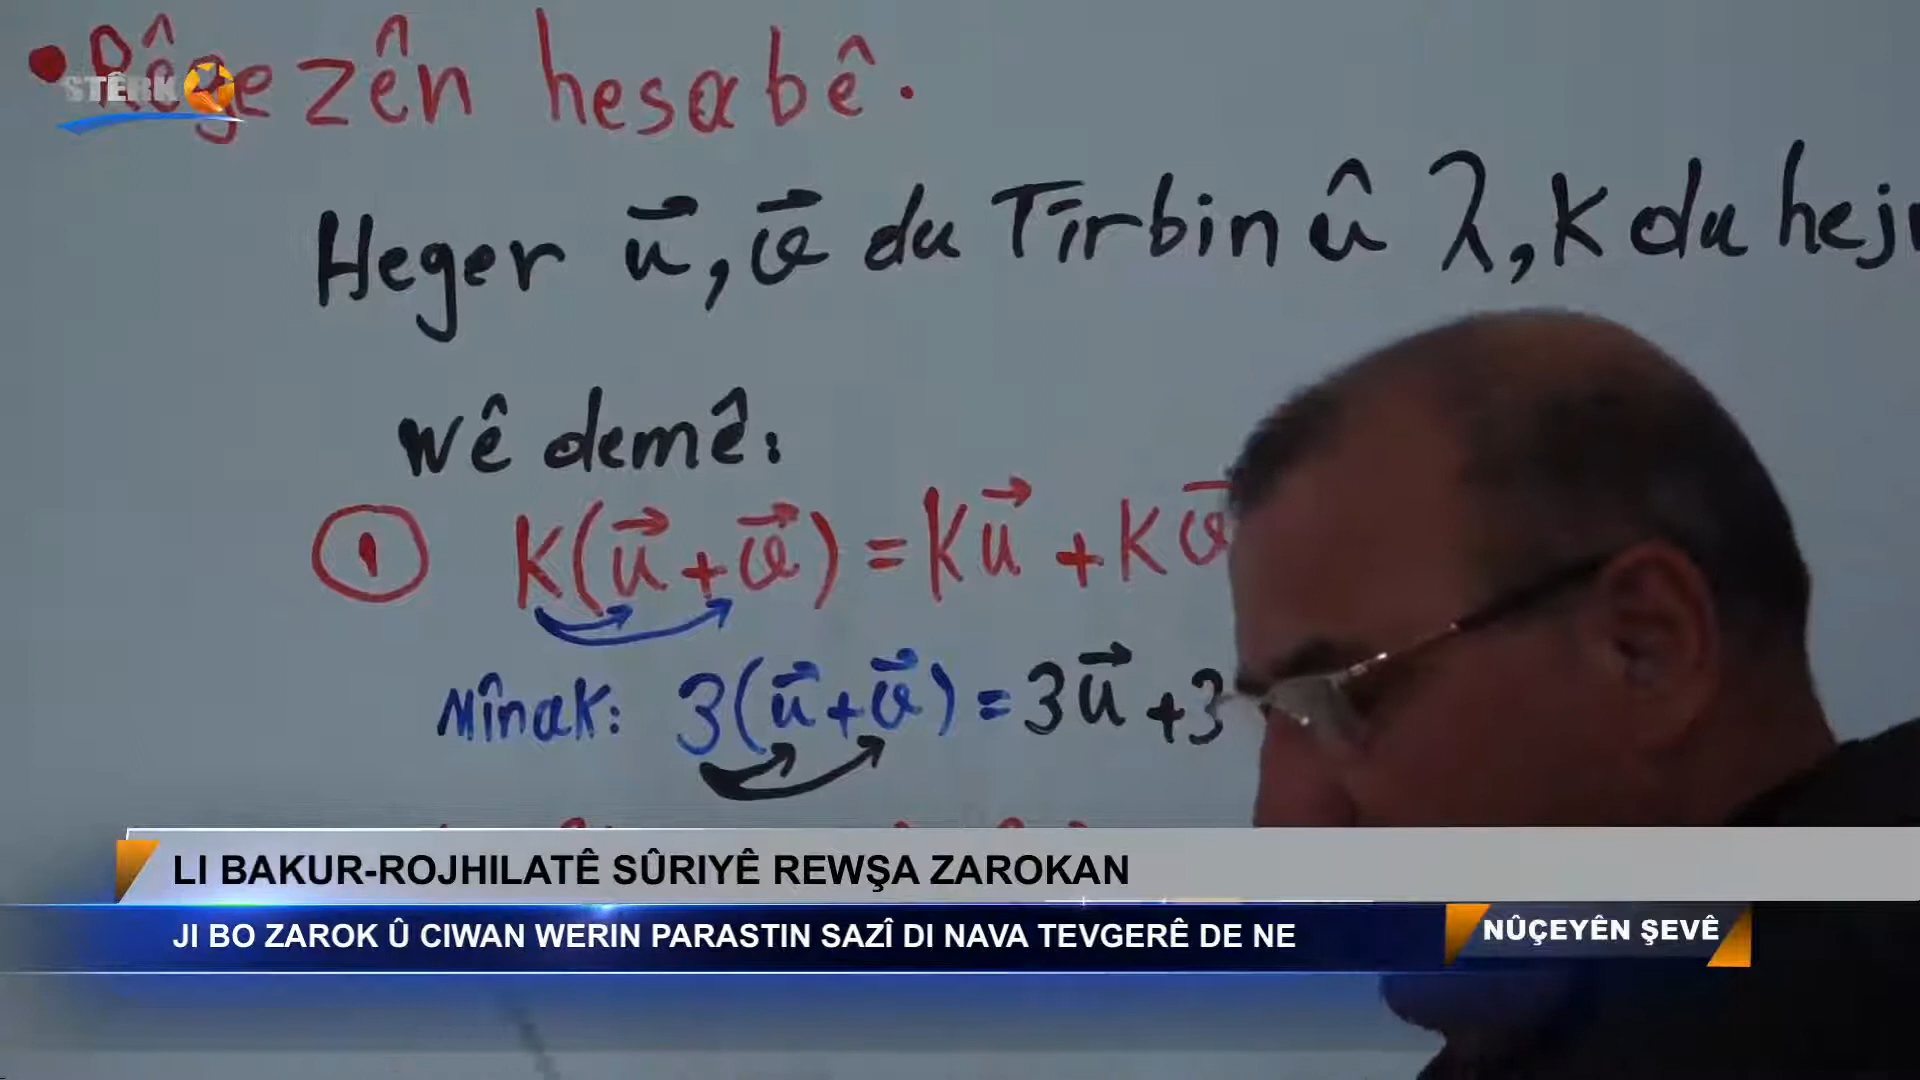 • Rêgezên hesabê.
STÊRK
Heger u⃗, v⃗ du Tîrbin û λ, K du hej
wê demê:
① K(u⃗ + v⃗) = Ku⃗ + Kv⃗
Mînak: 3(u⃗ + v⃗) = 3u⃗ + 3
LI BAKUR-ROJHILATÊ SÛRIYÊ REWŞA ZAROKAN
JI BO ZAROK Û CIWAN WERIN PARASTIN SAZÎ DI NAVA TEVGERÊ DE NE
NÛÇEYÊN ŞEVÊ